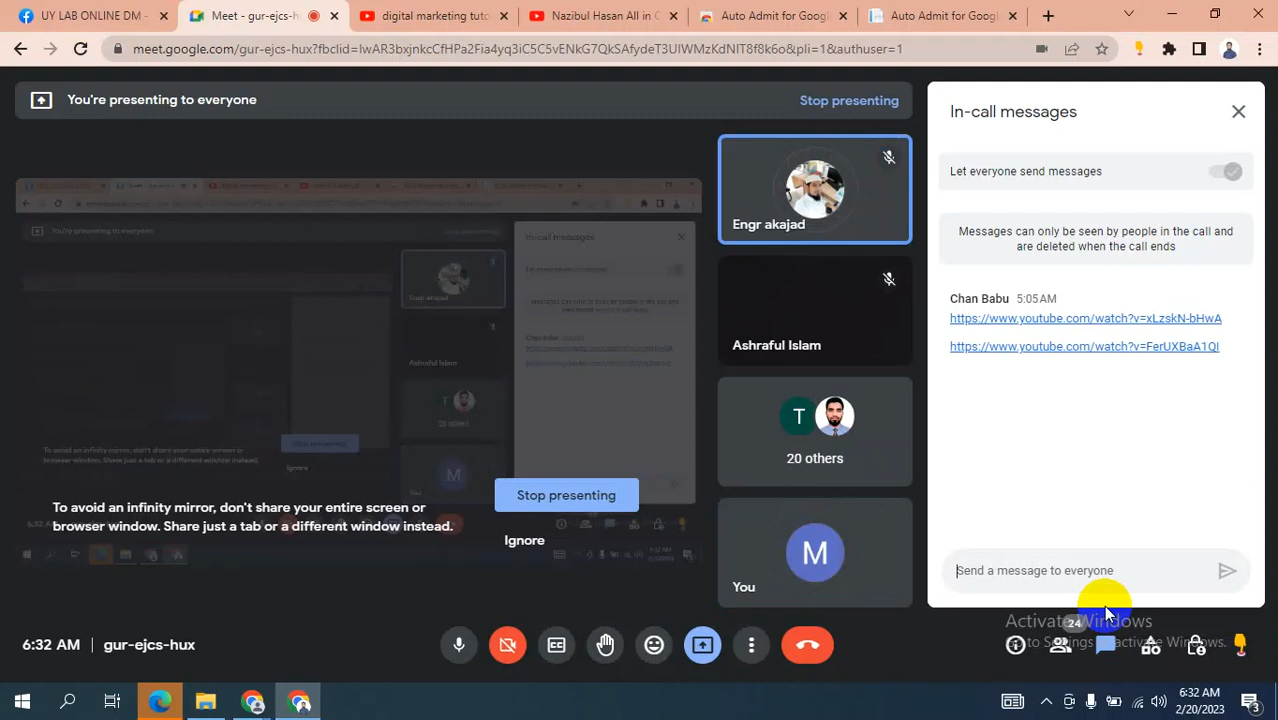 UY LAB ONLINE DM -
Meet - gur-ejcs-h
digital marketing tut
Nazibul Hasan All in C
Auto Admit for Google
Auto Admit for Google
meet.google.com/gur-ejcs-hux?fbclid=IwAR3bxjnkcCfHPa2Fia4yq3iC5C5vENkG7QkSAfydeT3UIWMzKdNIT8f8k6o&pli=1&authuser=1
You're presenting to everyone
Stop presenting
In-call messages
Let everyone send messages
Messages can only be seen by people in the call and
are deleted when the call ends
Chan Babu 5:05 AM
https://www.youtube.com/watch?v=xLzskN-bHwA
https://www.youtube.com/watch?v=FerUXBaA1QI
Engr akajad
Ashraful Islam
T
20 others
M
You
To avoid an infinity mirror, don't share your entire screen or
browser window. Share just a tab or a different window instead.
Stop presenting
Ignore
Send a message to everyone
Activate Windows
Go to Settings to activate Windows.
24
6:32 AM | gur-ejcs-hux
6:32 AM
2/20/2023
3